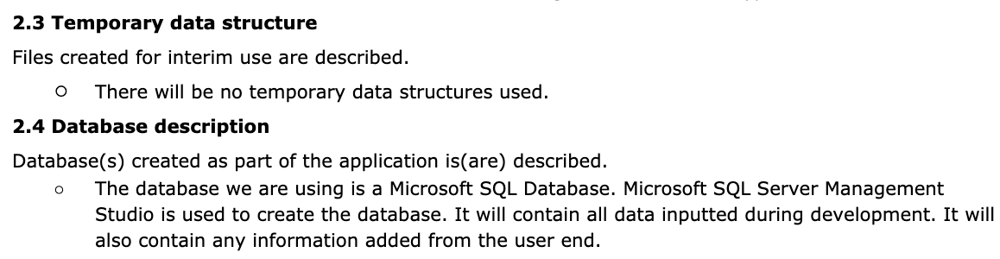 2.3 Temporary data structure
Files created for interim use are described.
○ There will be no temporary data structures used.
2.4 Database description
Database(s) created as part of the application is(are) described.
○ The database we are using is a Microsoft SQL Database. Microsoft SQL Server Management
Studio is used to create the database. It will contain all data inputted during development. It will
also contain any information added from the user end.